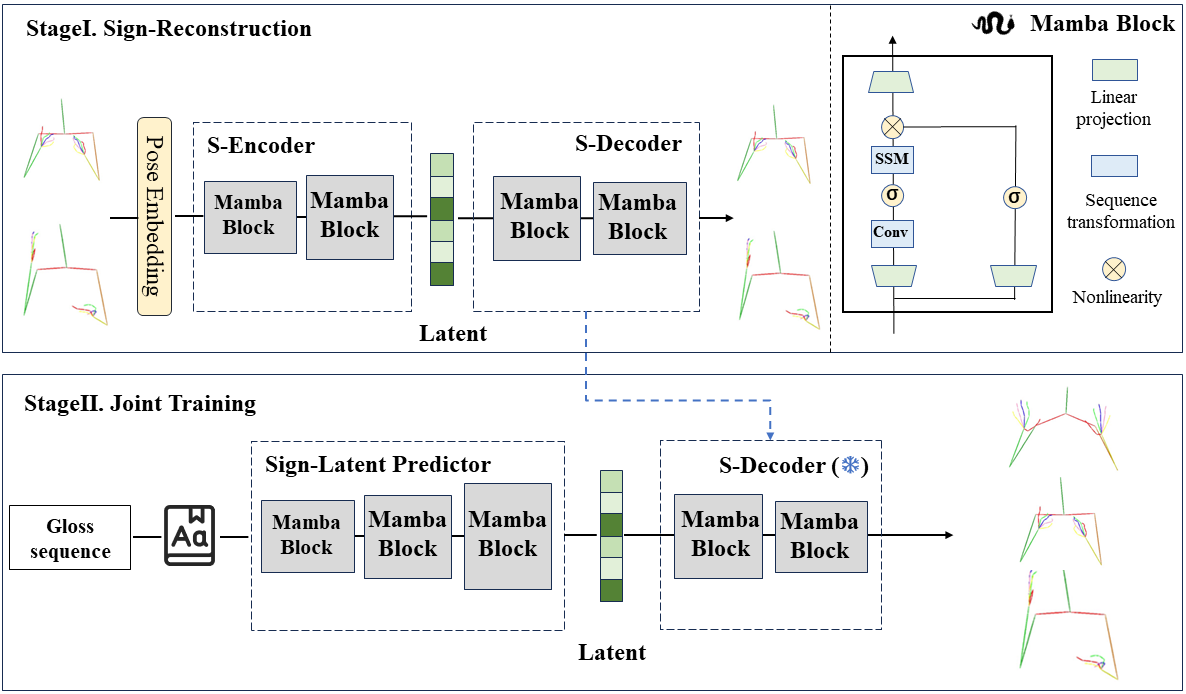 StageI. Sign-Reconstruction
Pose Embedding
S-Encoder
Mamba
Block
Mamba
Block
Latent
S-Decoder
Mamba
Block
Mamba
Block
Mamba Block
SSM
σ
Conv
σ
Linear
projection
Sequence
transformation
Nonlinearity
StageII. Joint Training
Gloss
sequence
Aa
Sign-Latent Predictor
Mamba
Block
Mamba
Block
Mamba
Block
Latent
S-Decoder (❄)
Mamba
Block
Mamba
Block